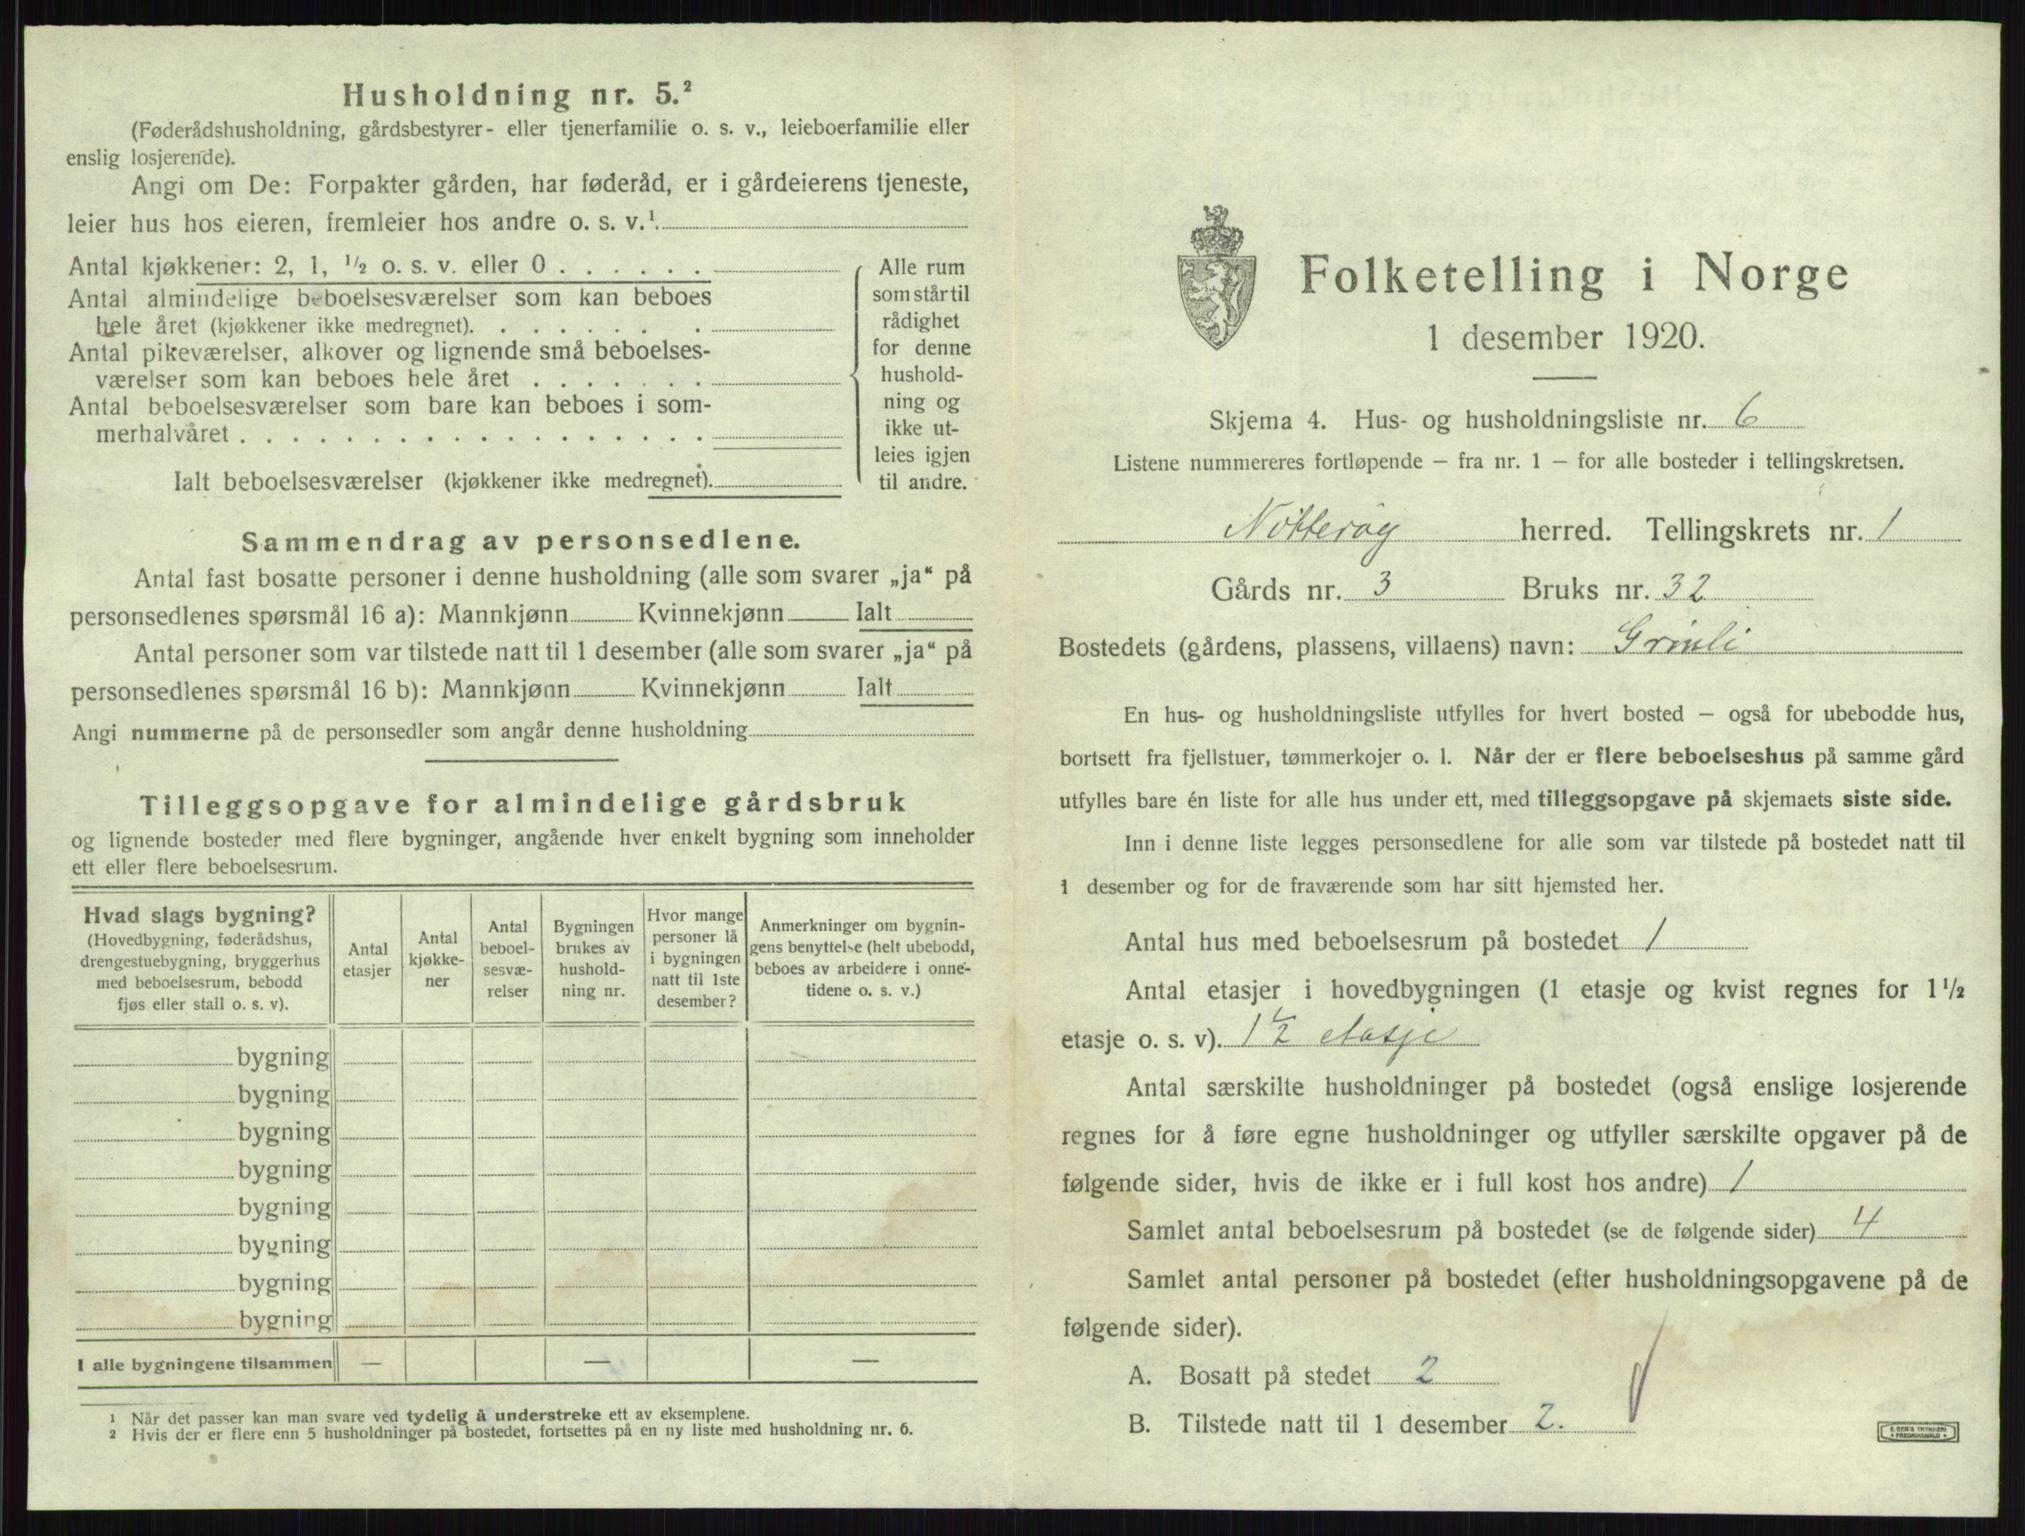 Husholdning nr. 5.²
(Føderådshusholdning, gårdsbestyrer- eller tjenerfamilie o. s. v., leieboerfamilie eller
enslig losjerende).
Angi om De: Forpakter gården, har føderåd, er i gårdeierens tjeneste,
leier hus hos eieren, fremleier hos andre o. s. v.¹
Antal kjøkkener: 2, 1, ½ o. s. v. eller 0 . . . . . .
Antal almindelige beboelsesværelser som kan beboes
hele året (kjøkkener ikke medregnet). . . . . . . .
Antal pikeværelser, alkover og lignende små beboelses-
værelser som kan beboes hele året . . . . . . .
Antal beboelsesværelser som bare kan beboes i som-
merhalvåret . . . . . . . . . . . . . . . . . .
Ialt beboelsesværelser (kjøkkener ikke medregnet).
Alle rum
som står til
rådighet
for denne
hushold-
ning og
ikke ut-
leies igjen
til andre.
Sammendrag av personsedlene.
Antal fast bosatte personer i denne husholdning (alle som svarer „ja“ på
personsedlenes spørsmål 16 a): Mannkjønn Kvinnekjønn Ialt
Antal personer som var tilstede natt til 1 desember (alle som svarer „ja“ på
personsedlenes spørsmål 16 b): Mannkjønn Kvinnekjønn Ialt
Angi nummerne på de personsedler som angår denne husholdning
Tilleggsopgave for almindelige gårdsbruk
og lignende bosteder med flere bygninger, angående hver enkelt bygning som inneholder
ett eller flere beboelsesrum.
Hvad slags bygning?
(Hovedbygning, føderådshus,
drengestuebygning, bryggerhus
med beboelsesrum, bebodd
fjøs eller stall o. s. v).
Antal
etasjer
Antal
kjøkke-
ner
Antal
beboel-
sesvæ-
relser
Bygningen
brukes av
hushold-
ning nr.
Hvor mange
personer lå
i bygningen
natt til 1ste
desember?
Anmerkninger om bygnin-
gens benyttelse (helt ubebodd,
beboes av arbeidere i onne-
tidene o. s. v.)
bygning
bygning
bygning
bygning
bygning
bygning
bygning
bygning
I alle bygningene tilsammen — — —
1 Når det passer kan man svare ved tydelig å understreke ett av eksemplene.
2 Hvis der er flere enn 5 husholdninger på bostedet, fortsettes på en ny liste med husholdning nr. 6.
Folketelling i Norge
1 desember 1920.
Skjema 4. Hus- og husholdningsliste nr. 6
Listene nummereres fortløpende – fra nr. 1 – for alle bosteder i tellingskretsen.
Nøtterøy herred. Tellingskrets nr. 1
Gårds nr. 3 Bruks nr. 32
Bostedets (gårdens, plassens, villaens) navn: Grimli
En hus- og husholdningsliste utfylles for hvert bosted – også for ubebodde hus,
bortsett fra fjellstuer, tømmerkojer o. l. Når der er flere beboelseshus på samme gård
utfylles bare én liste for alle hus under ett, med tilleggsopgave på skjemaets siste side.
Inn i denne liste legges personsedlene for alle som var tilstede på bostedet natt til
1 desember og for de fraværende som har sitt hjemsted her.
Antal hus med beboelsesrum på bostedet 1
Antal etasjer i hovedbygningen (1 etasje og kvist regnes for 1½
etasje o. s. v). 1½ etasje
Antal særskilte husholdninger på bostedet (også enslige losjerende
regnes for å føre egne husholdninger og utfyller særskilte opgaver på de
følgende sider, hvis de ikke er i full kost hos andre) 1
Samlet antal beboelsesrum på bostedet (se de følgende sider) 4
Samlet antal personer på bostedet (efter husholdningsopgavene på de
følgende sider).
A. Bosatt på stedet 2
B. Tilstede natt til 1 desember 2.
E. SEM'S TRYKKERI
FREDRIKSHALD